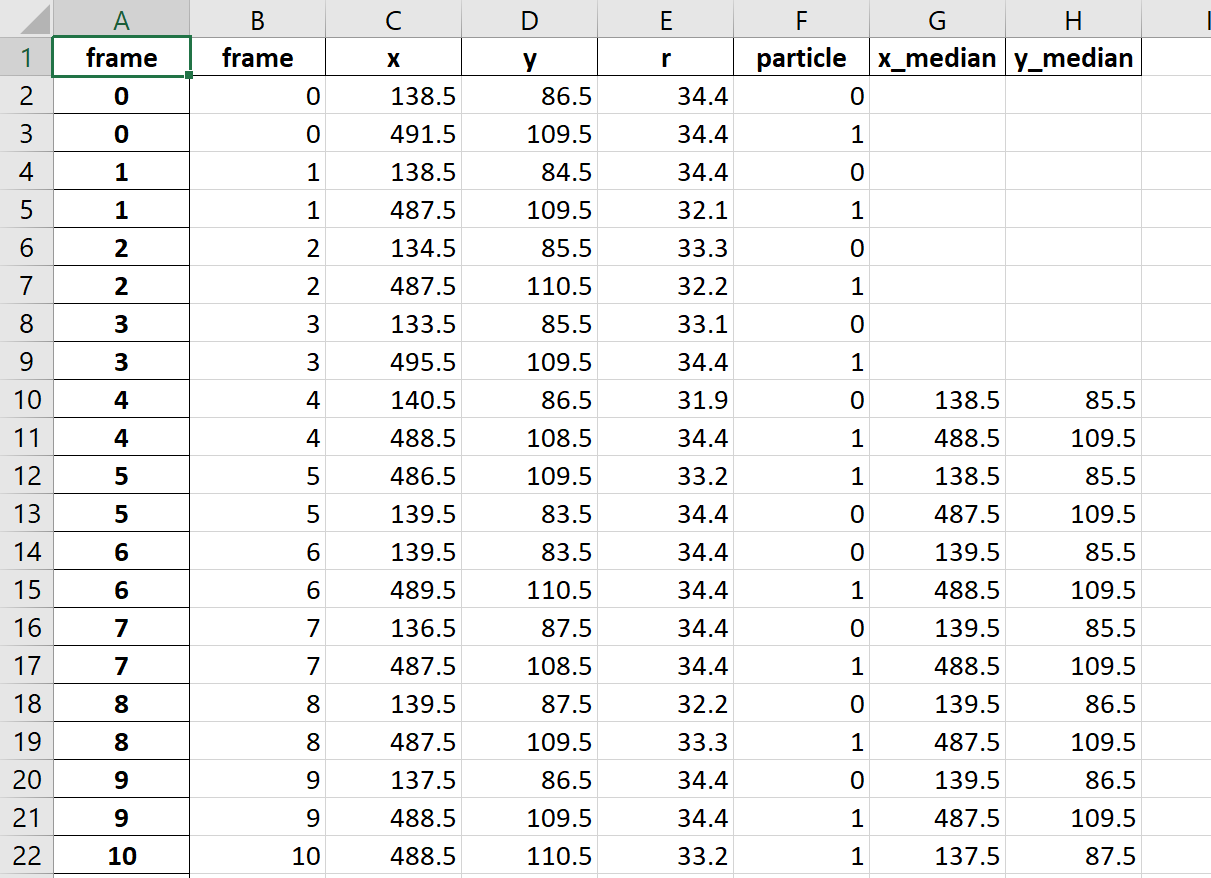 A B C D E F G H I
1 frame frame x y r particle x_median y_median
2 0 0 138.5 86.5 34.4 0
3 0 0 491.5 109.5 34.4 1
4 1 1 138.5 84.5 34.4 0
5 1 1 487.5 109.5 32.1 1
6 2 2 134.5 85.5 33.3 0
7 2 2 487.5 110.5 32.2 1
8 3 3 133.5 85.5 33.1 0
9 3 3 495.5 109.5 34.4 1
10 4 4 140.5 86.5 31.9 0 138.5 85.5
11 4 4 488.5 108.5 34.4 1 488.5 109.5
12 5 5 486.5 109.5 33.2 1 138.5 85.5
13 5 5 139.5 83.5 34.4 0 487.5 109.5
14 6 6 139.5 83.5 34.4 0 139.5 85.5
15 6 6 489.5 110.5 34.4 1 488.5 109.5
16 7 7 136.5 87.5 34.4 0 139.5 85.5
17 7 7 487.5 108.5 34.4 1 488.5 109.5
18 8 8 139.5 87.5 32.2 0 139.5 86.5
19 8 8 487.5 109.5 33.3 1 487.5 109.5
20 9 9 137.5 86.5 34.4 0 139.5 86.5
21 9 9 488.5 109.5 34.4 1 487.5 109.5
22 10 10 488.5 110.5 33.2 1 137.5 87.5